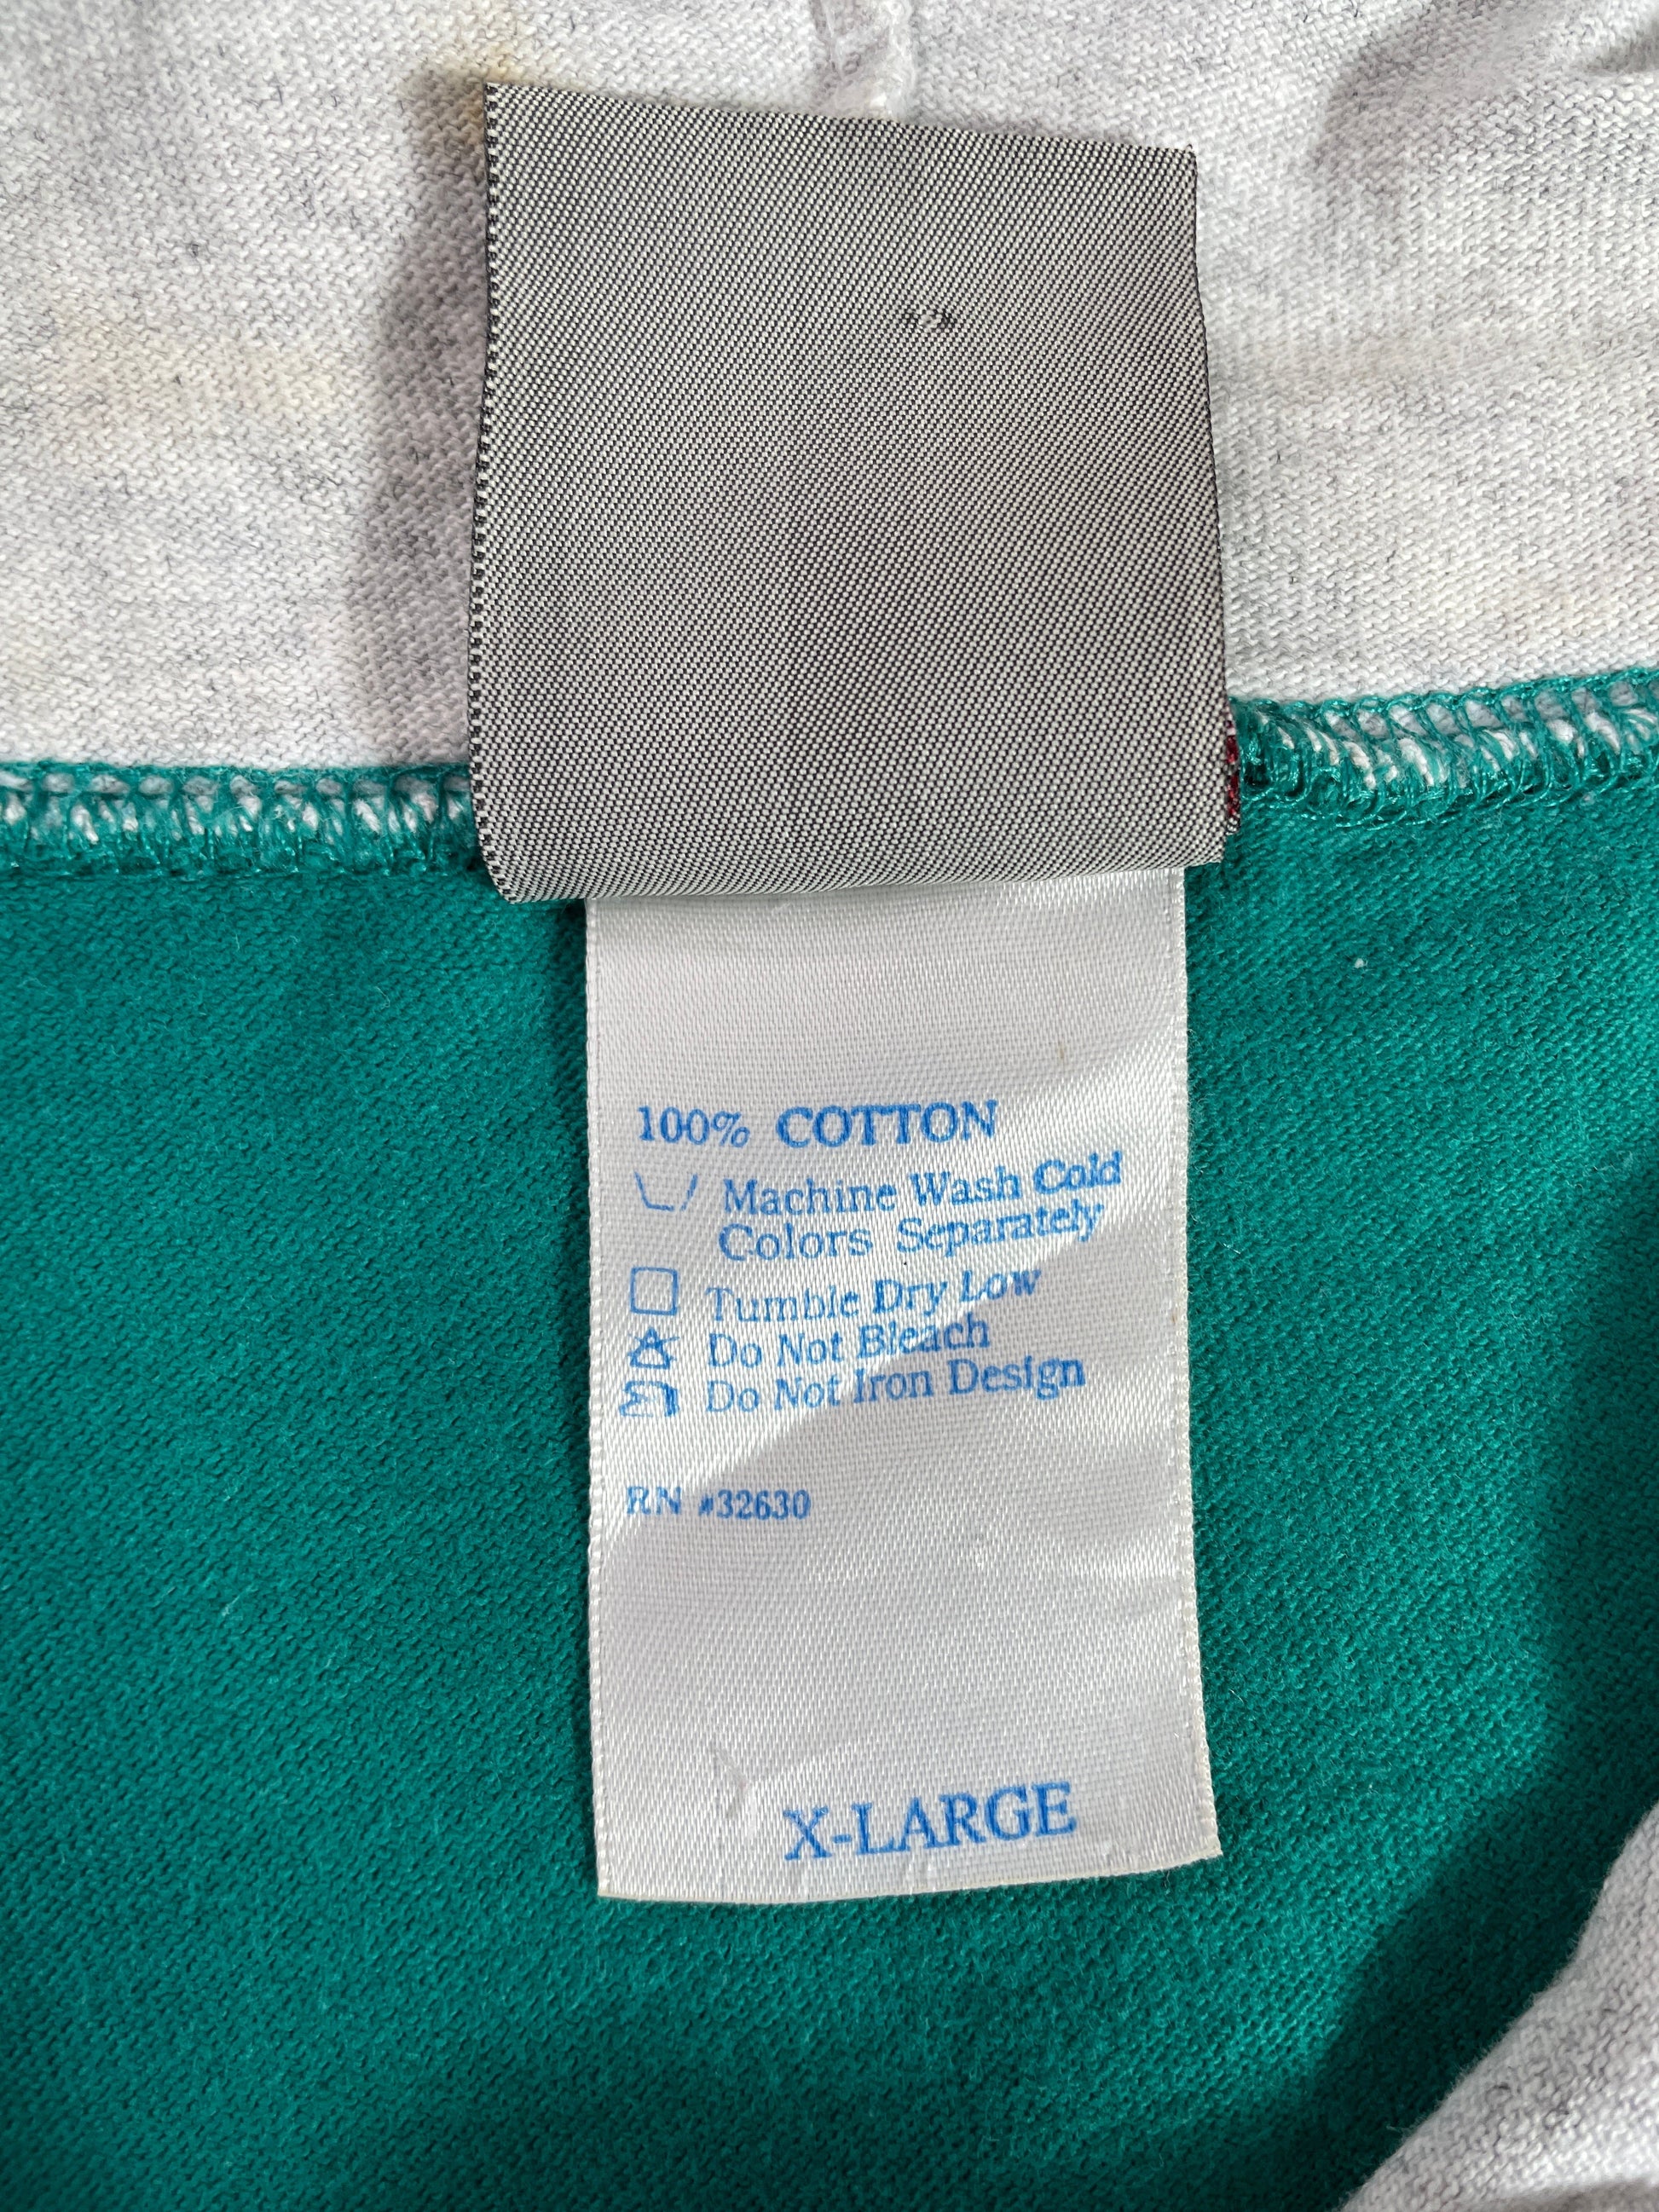 100% COTTON
Machine Wash Cold
Colors Separately
Tumble Dry Low
Do Not Bleach
Do Not Iron Design
RN #32630
X-LARGE